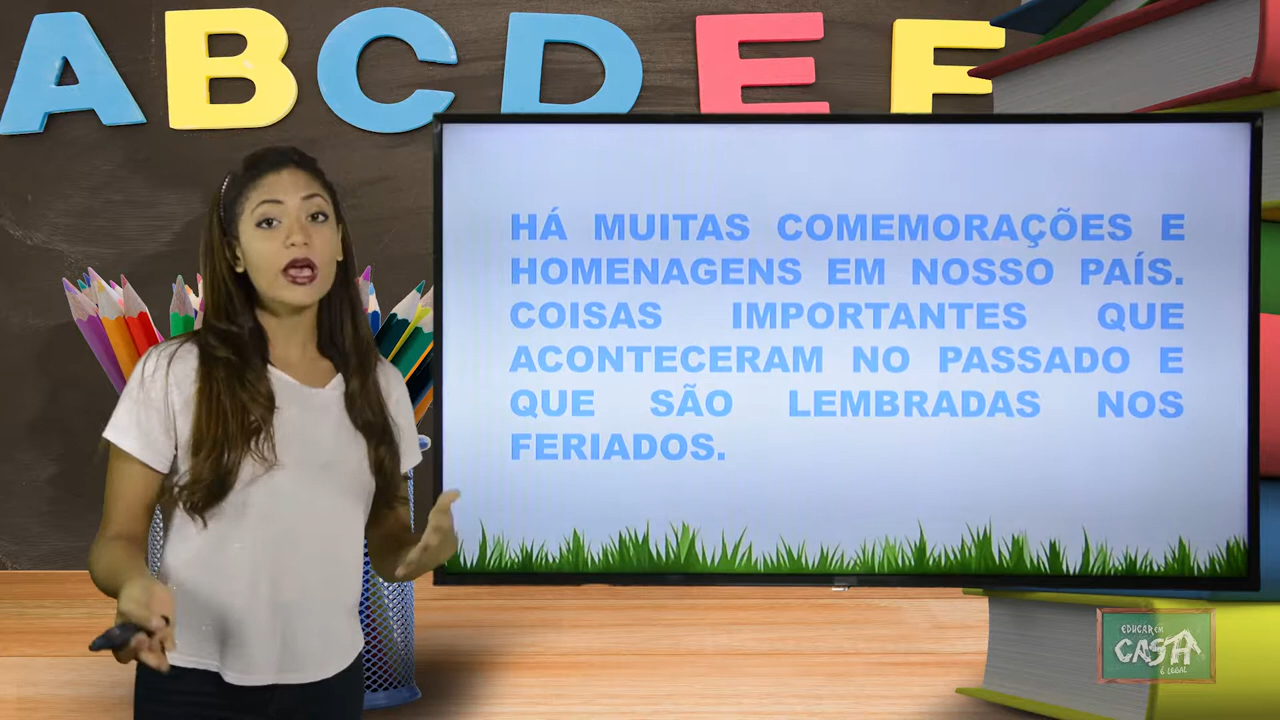 ABCDEF
HÁ MUITAS COMEMORAÇÕES E
HOMENAGENS EM NOSSO PAÍS.
COISAS IMPORTANTES QUE
ACONTECERAM NO PASSADO E
QUE SÃO LEMBRADAS NOS
FERIADOS.
EDUCAR EM
CASA
É LEGAL